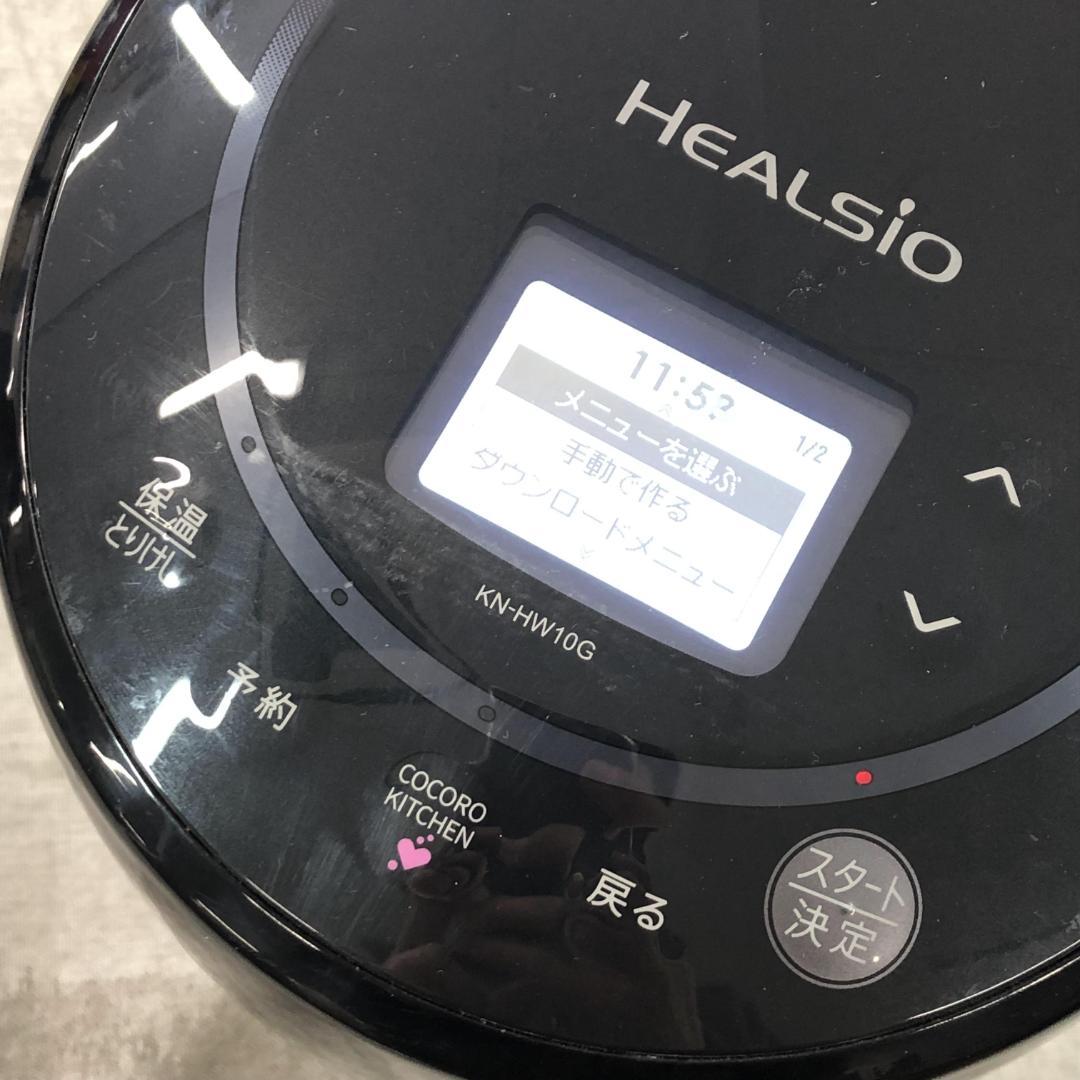 HEALSiO
1/2
メニューを選ぶ
手動で作る
ダウンロードメニュー
KN-HW10G
保温
とりけし
予約
COCORO
KITCHEN
戻る
スタート
決定